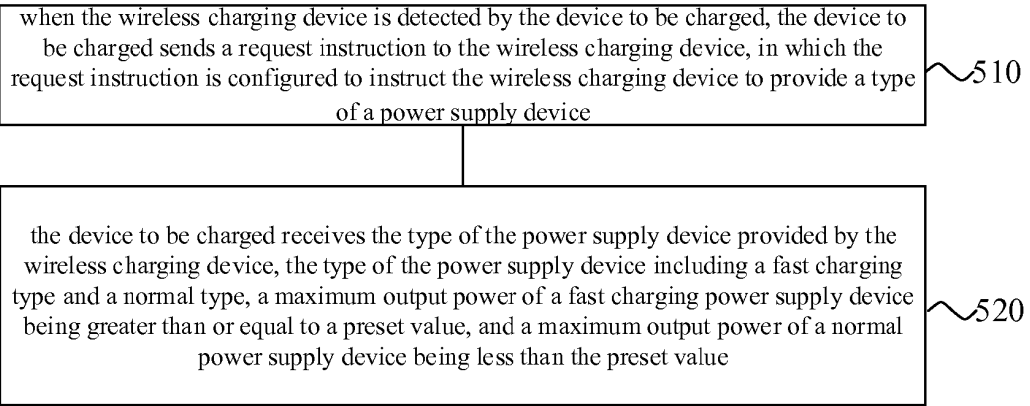 when the wireless charging device is detected by the device to be charged, the device to
be charged sends a request instruction to the wireless charging device, in which the
request instruction is configured to instruct the wireless charging device to provide a type
of a power supply device
510
the device to be charged receives the type of the power supply device provided by the
wireless charging device, the type of the power supply device including a fast charging
type and a normal type, a maximum output power of a fast charging power supply device
being greater than or equal to a preset value, and a maximum output power of a normal
power supply device being less than the preset value
520